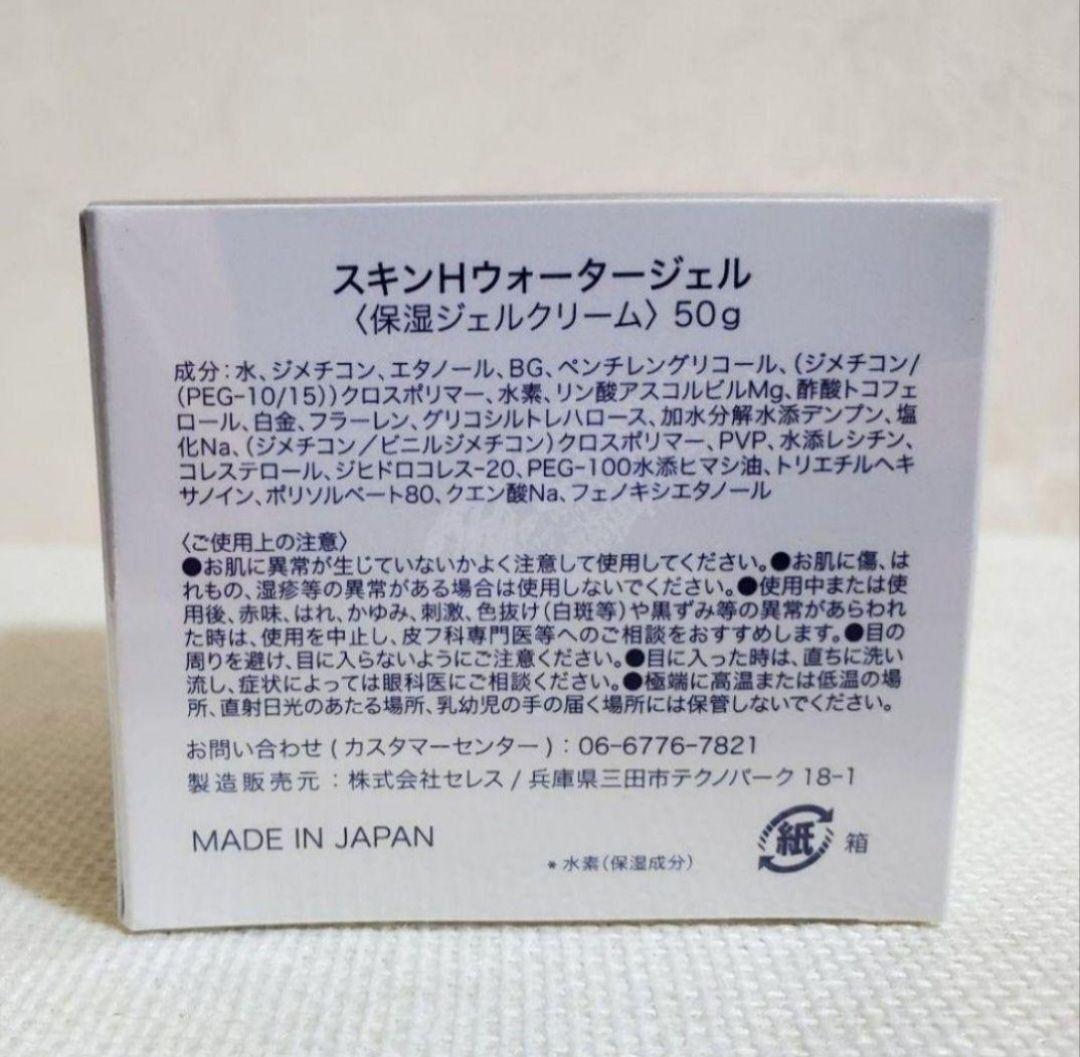 スキンHウォータージェル
〈保湿ジェルクリーム〉50g
成分:水、ジメチコン、エタノール、BG、ペンチレングリコール、(ジメチコン/
(PEG-10/15))クロスポリマー、水素、リン酸アスコルビルMg、酢酸トコフェ
ロール、白金、フラーレン、グリコシルトレハロース、加水分解水添デンプン、塩
化Na、(ジメチコン/ビニルジメチコン)クロスポリマー、PVP、水添レシチン、
コレステロール、ジヒドロコレス-20、PEG-100水添ヒマシ油、トリエチルヘキ
サノイン、ポリソルベート80、クエン酸Na、フェノキシエタノール
〈ご使用上の注意〉
●お肌に異常が生じていないかよく注意して使用してください。●お肌に傷、は
れもの、湿疹等の異常がある場合は使用しないでください。●使用中または使
用後、赤味、はれ、かゆみ、刺激、色抜け(白斑等)や黒ずみ等の異常があらわれ
た時は、使用を中止し、皮フ科専門医等へのご相談をおすすめします。●目の
周りを避け、目に入らないようにご注意ください。●目に入った時は、直ちに洗い
流し、症状によっては眼科医にご相談ください。●極端に高温または低温の場
所、直射日光のあたる場所、乳幼児の手の届く場所には保管しないでください。
お問い合わせ(カスタマーセンター):06-6776-7821
製造販売元:株式会社セレス/兵庫県三田市テクノパーク18-1
MADE IN JAPAN
*水素(保湿成分)
紙 箱